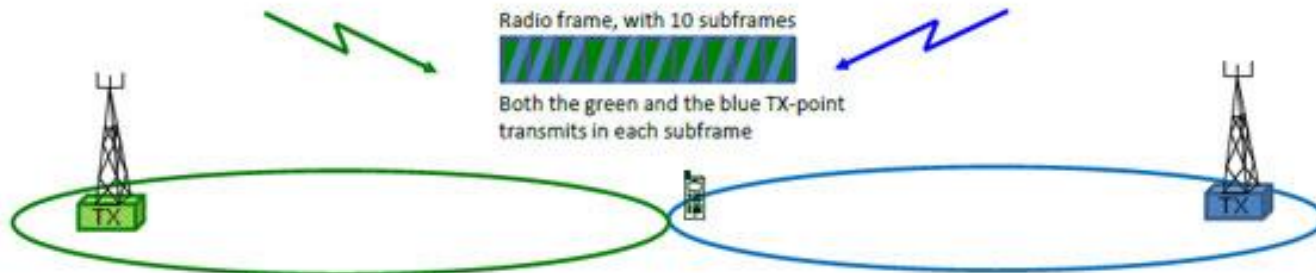 Radio frame, with 10 subframes
Both the green and the blue TX-point
transmits in each subframe
TX
TX